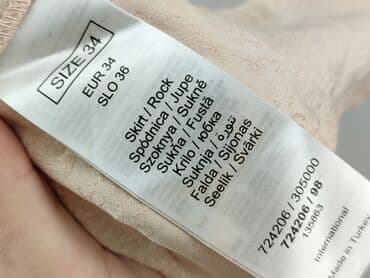 SIZE 34
EUR 34
SLO 36
Skirt / Rock
Spódnica / Jupe
Szoknya / Sukně
Sukňa / Fustă
Krilo / юбка
Suknja / تنورة
Falda / Sijonas
Seelik / Svārki
724206 / 305000
724206 / 98
135863
International
Made in Turkey